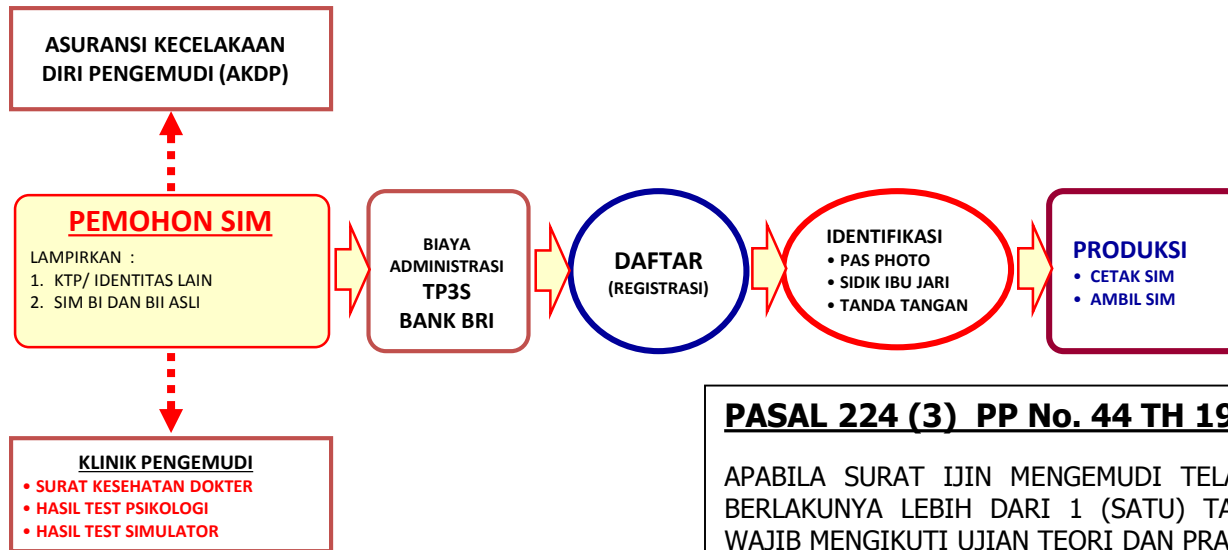 ASURANSI KECELAKAAN
DIRI PENGEMUDI (AKDP)
PEMOHON SIM
LAMPIRKAN :
1. KTP/ IDENTITAS LAIN
2. SIM BI DAN BII ASLI
BIAYA
ADMINISTRASI
TP3S
BANK BRI
DAFTAR
(REGISTRASI)
IDENTIFIKASI
• PAS PHOTO
• SIDIK IBU JARI
• TANDA TANGAN
PRODUKSI
• CETAK SIM
• AMBIL SIM
KLINIK PENGEMUDI
• SURAT KESEHATAN DOKTER
• HASIL TEST PSIKOLOGI
• HASIL TEST SIMULATOR
PASAL 224 (3) PP No. 44 TH 19
APABILA SURAT IJIN MENGEMUDI TELA
BERLAKUNYA LEBIH DARI 1 (SATU) TA
WAJIB MENGIKUTI UJIAN TEORI DAN PRA